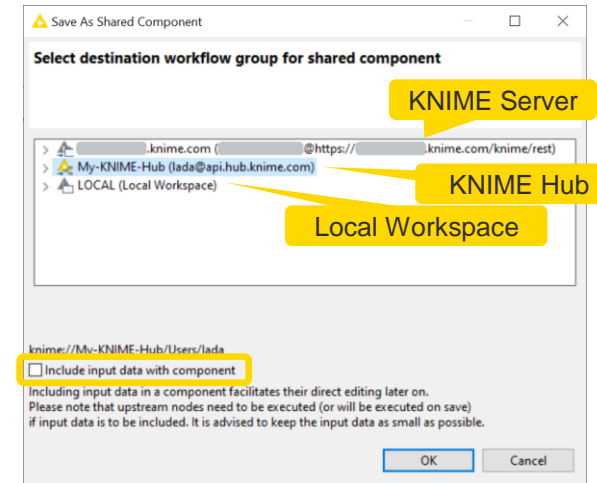 Save As Shared Component
Select destination workflow group for shared component
KNIME Server
.knime.com ( @https:// .knime.com/knime/rest)
My-KNIME-Hub (lada@api.hub.knime.com)
KNIME Hub
LOCAL (Local Workspace)
Local Workspace
knime://My-KNIME-Hub/Users/lada
Include input data with component
Including input data in a component facilitates their direct editing later on.
Please note that upstream nodes need to be executed (or will be executed on save)
if input data is to be included. It is advised to keep the input data as small as possible.
OK Cancel